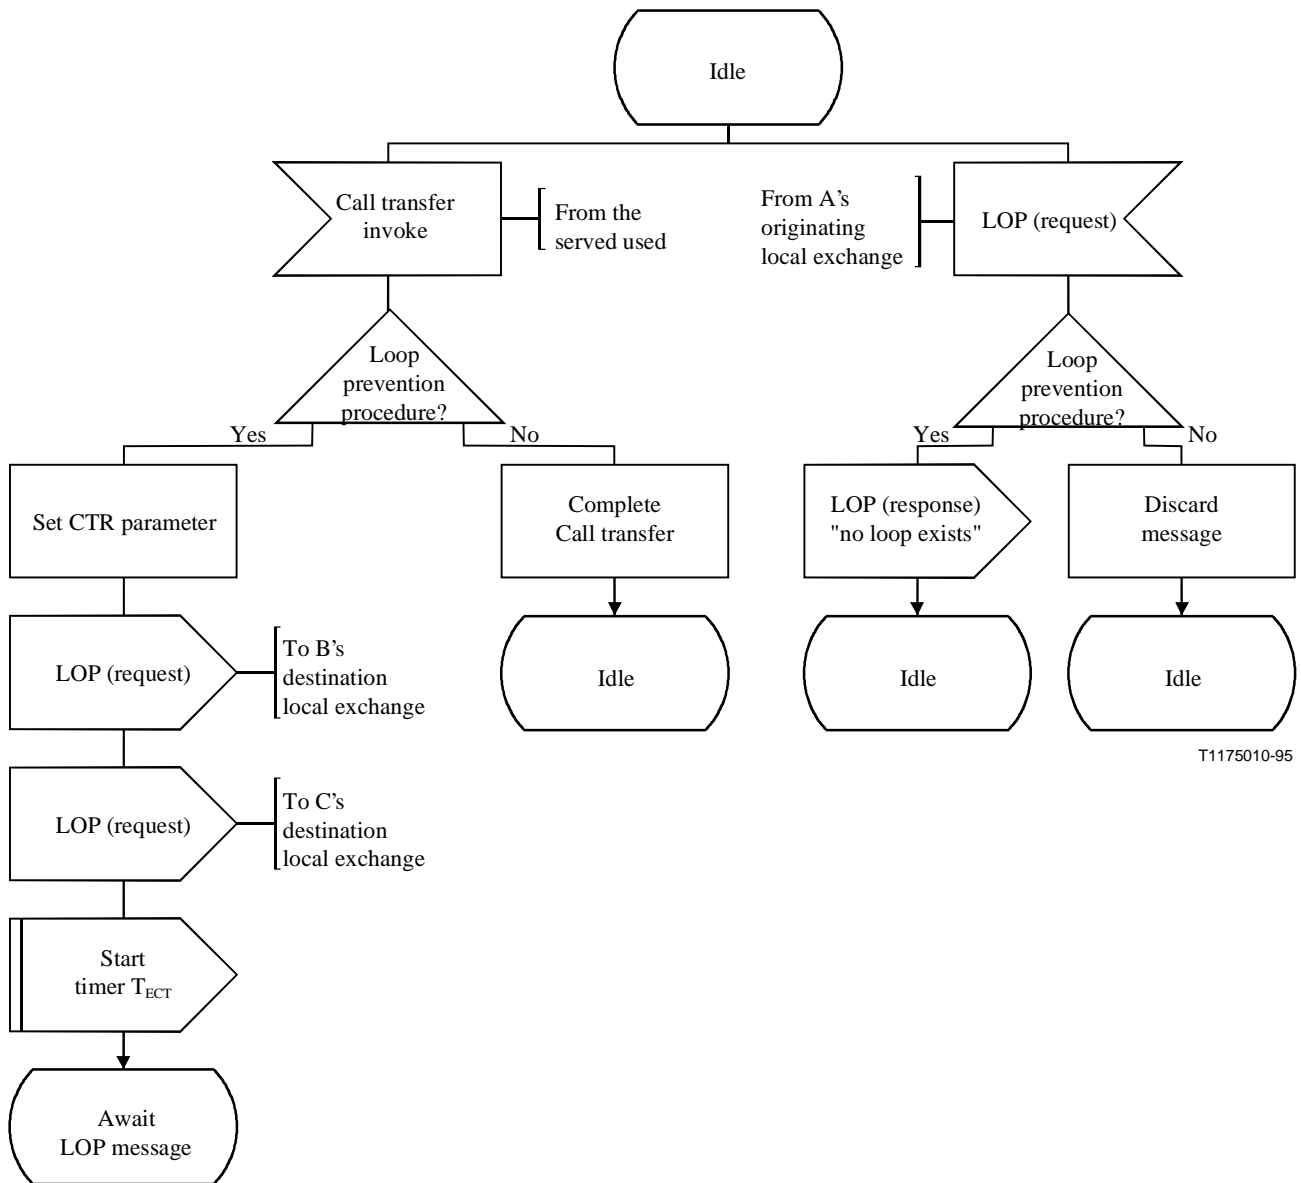 Idle
Call transfer
invoke
From the
served used
From A's
originating
local exchange
LOP (request)
Loop
prevention
procedure?
Yes
No
Loop
prevention
procedure?
Yes
No
Set CTR parameter
Complete
Call transfer
LOP (response)
"no loop exists"
Discard
message
LOP (request)
To B's
destination
local exchange
Idle
Idle
Idle
T1175010-95
LOP (request)
To C's
destination
local exchange
Start
timer T_ECT
Await
LOP message